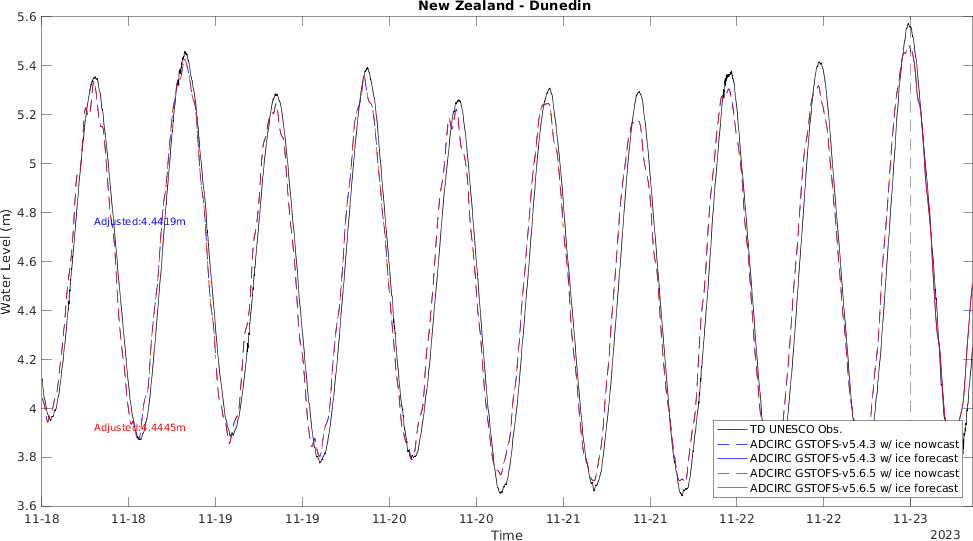 New Zealand - Dunedin
5.6
5.4
5.2
5
4.8
4.6
4.4
4.2
4
3.8
3.6
Water Level (m)
Adjusted:4.4419m
Adjusted:4.4445m
TD UNESCO Obs.
ADCIRC GSTOFS-v5.4.3 w/ ice nowcast
ADCIRC GSTOFS-v5.4.3 w/ ice forecast
ADCIRC GSTOFS-v5.6.5 w/ ice nowcast
ADCIRC GSTOFS-v5.6.5 w/ ice forecast
11-18 11-18 11-19 11-19 11-20 11-20 11-21 11-21 11-22 11-22 11-23
Time
2023